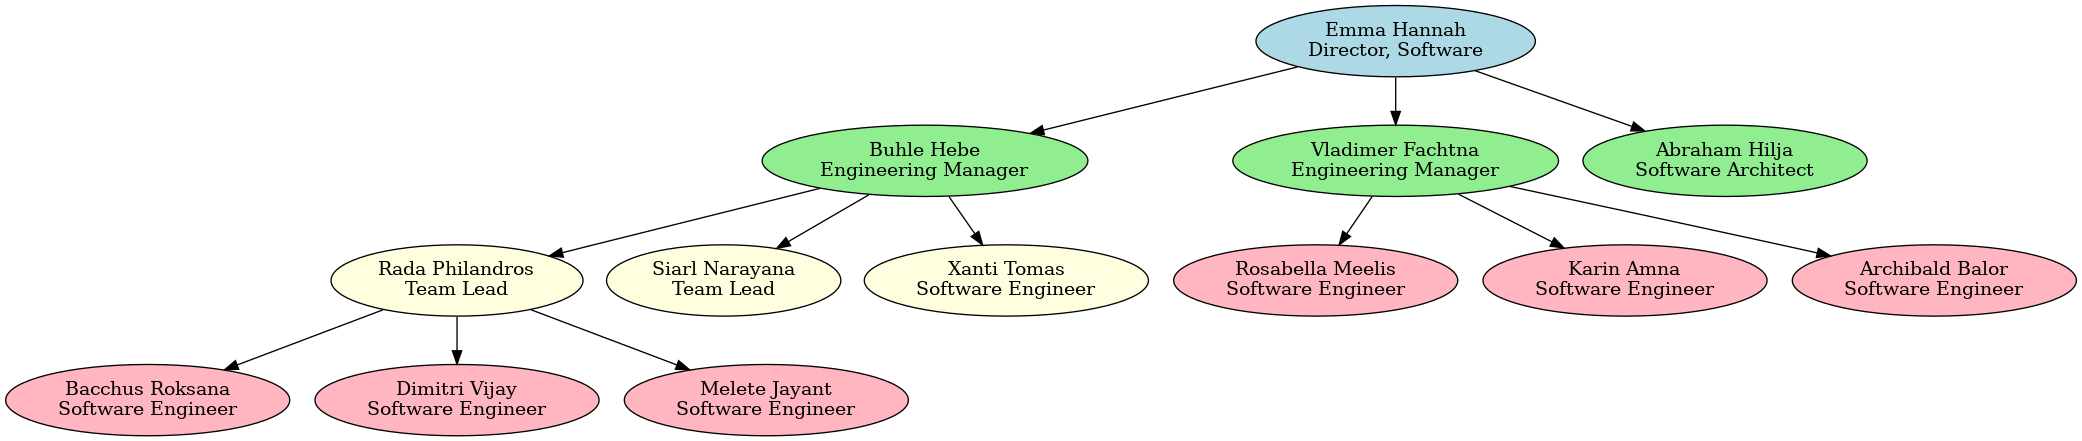 Emma Hannah
Director, Software
Buhle Hebe
Engineering Manager
Vladimer Fachtna
Engineering Manager
Abraham Hilja
Software Architect
Rada Philandros
Team Lead
Siarl Narayana
Team Lead
Xanti Tomas
Software Engineer
Rosabella Meelis
Software Engineer
Karin Amna
Software Engineer
Archibald Balor
Software Engineer
Bacchus Roksana
Software Engineer
Dimitri Vijay
Software Engineer
Melete Jayant
Software Engineer